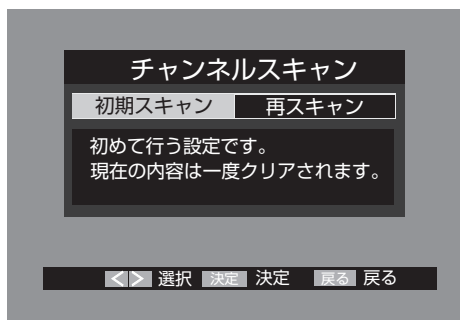 チャンネルスキャン
初期スキャン 再スキャン
初めて行う設定です。
現在の内容は一度クリアされます。
<> 選択 決定 決定 戻る 戻る